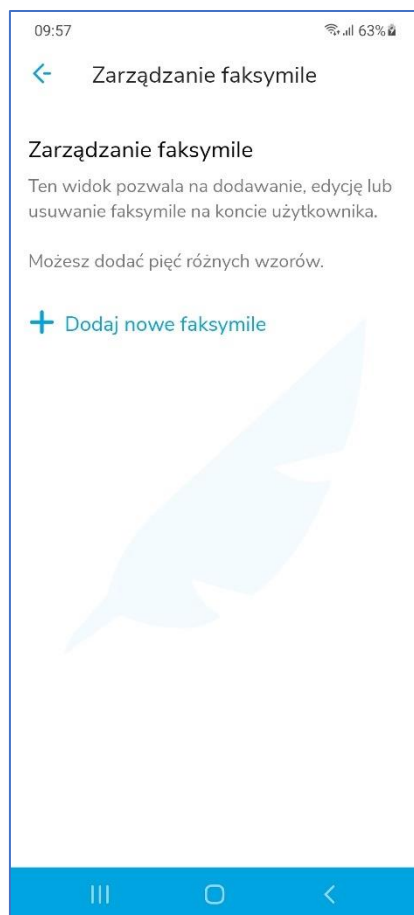 09:57 63%
Zarządzanie faksymile
Zarządzanie faksymile
Ten widok pozwala na dodawanie, edycję lub
usuwanie faksymile na koncie użytkownika.
Możesz dodać pięć różnych wzorów.
Dodaj nowe faksymile